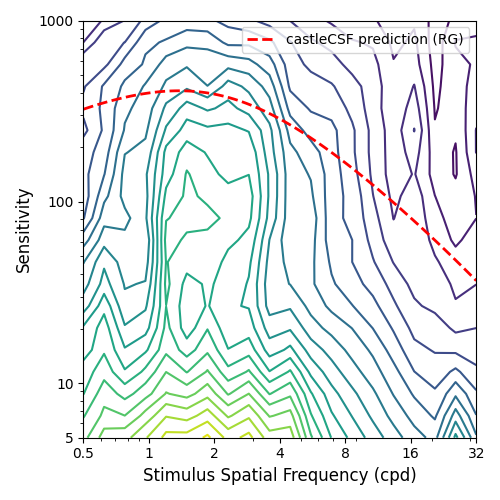 1000
castleCSF prediction (RG)
100
10
5
Sensitivity
0.5 1 2 4 8 16 32
Stimulus Spatial Frequency (cpd)